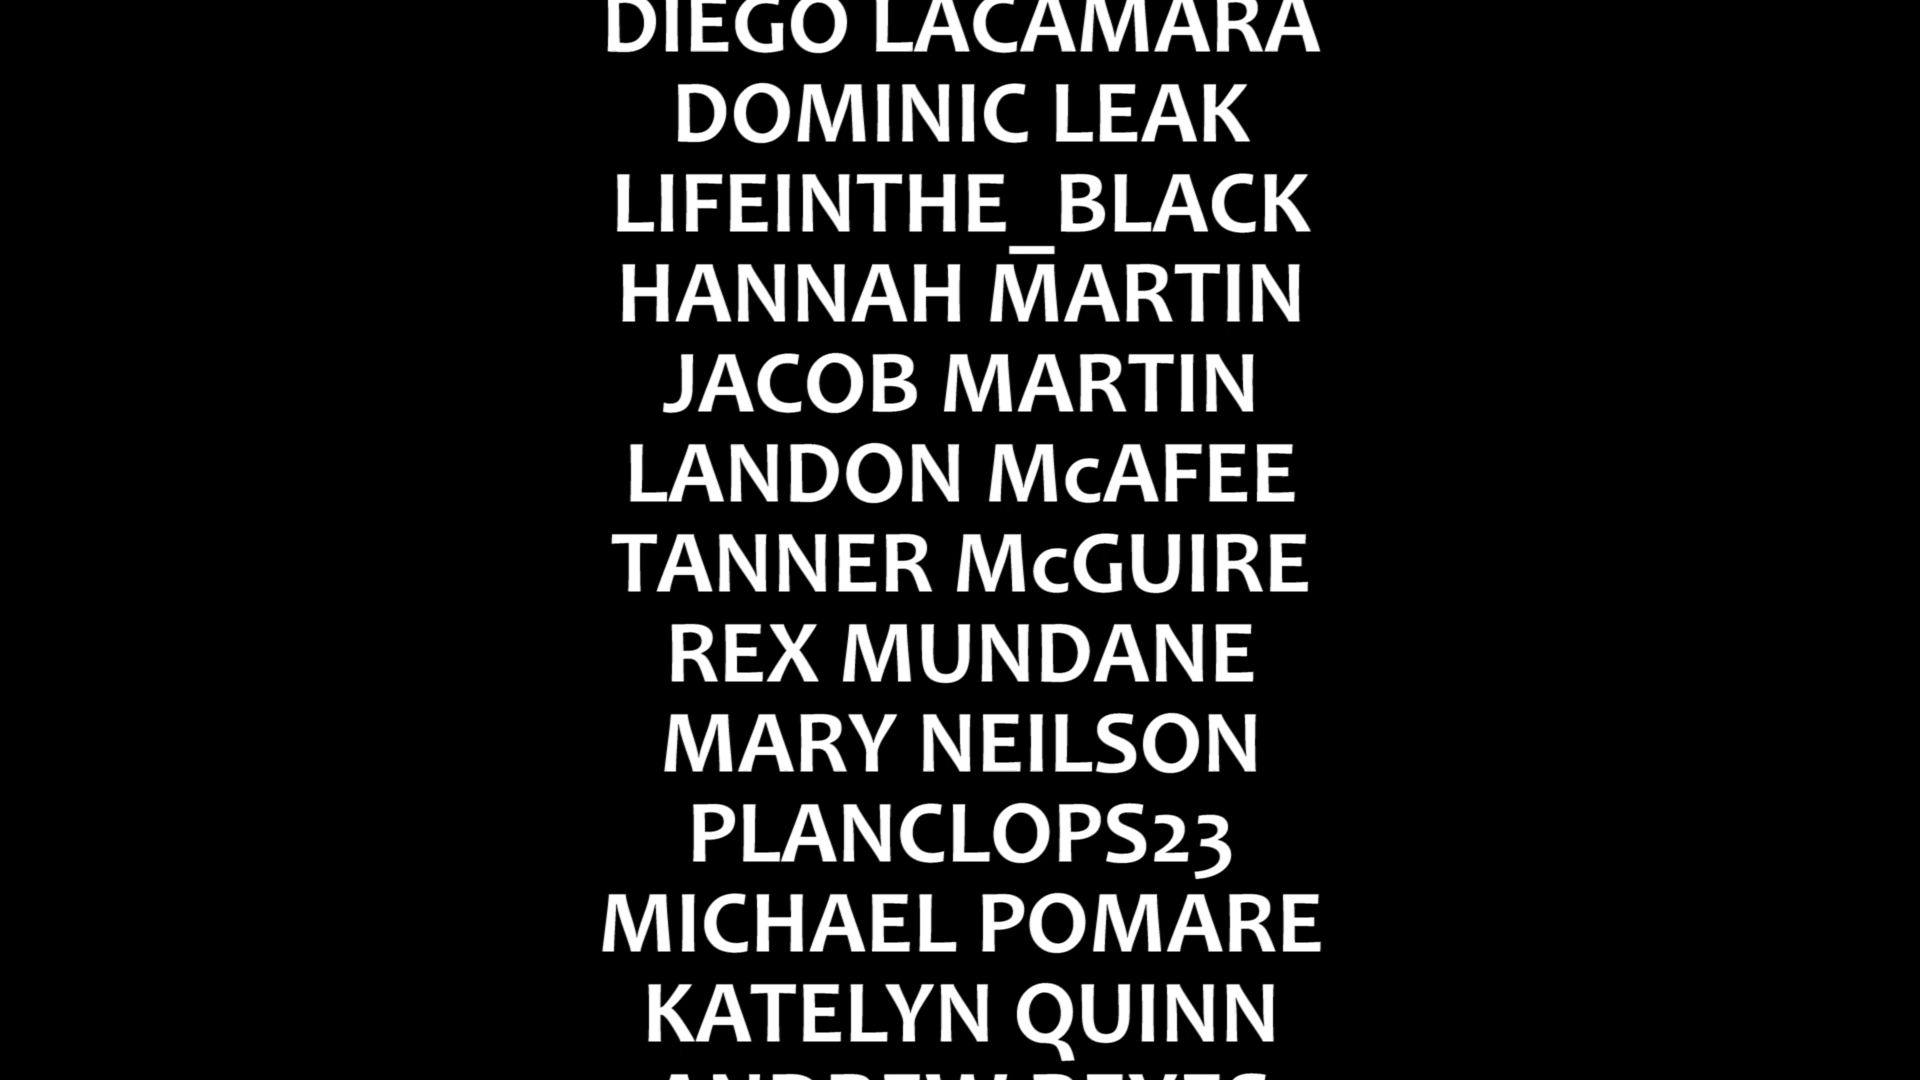 DIEGO LACAMARA
DOMINIC LEAK
LIFEINTHE_BLACK
HANNAH MARTIN
JACOB MARTIN
LANDON McAFEE
TANNER McGUIRE
REX MUNDANE
MARY NEILSON
PLANCLOPS23
MICHAEL POMARE
KATELYN QUINN
ANDREW REYES